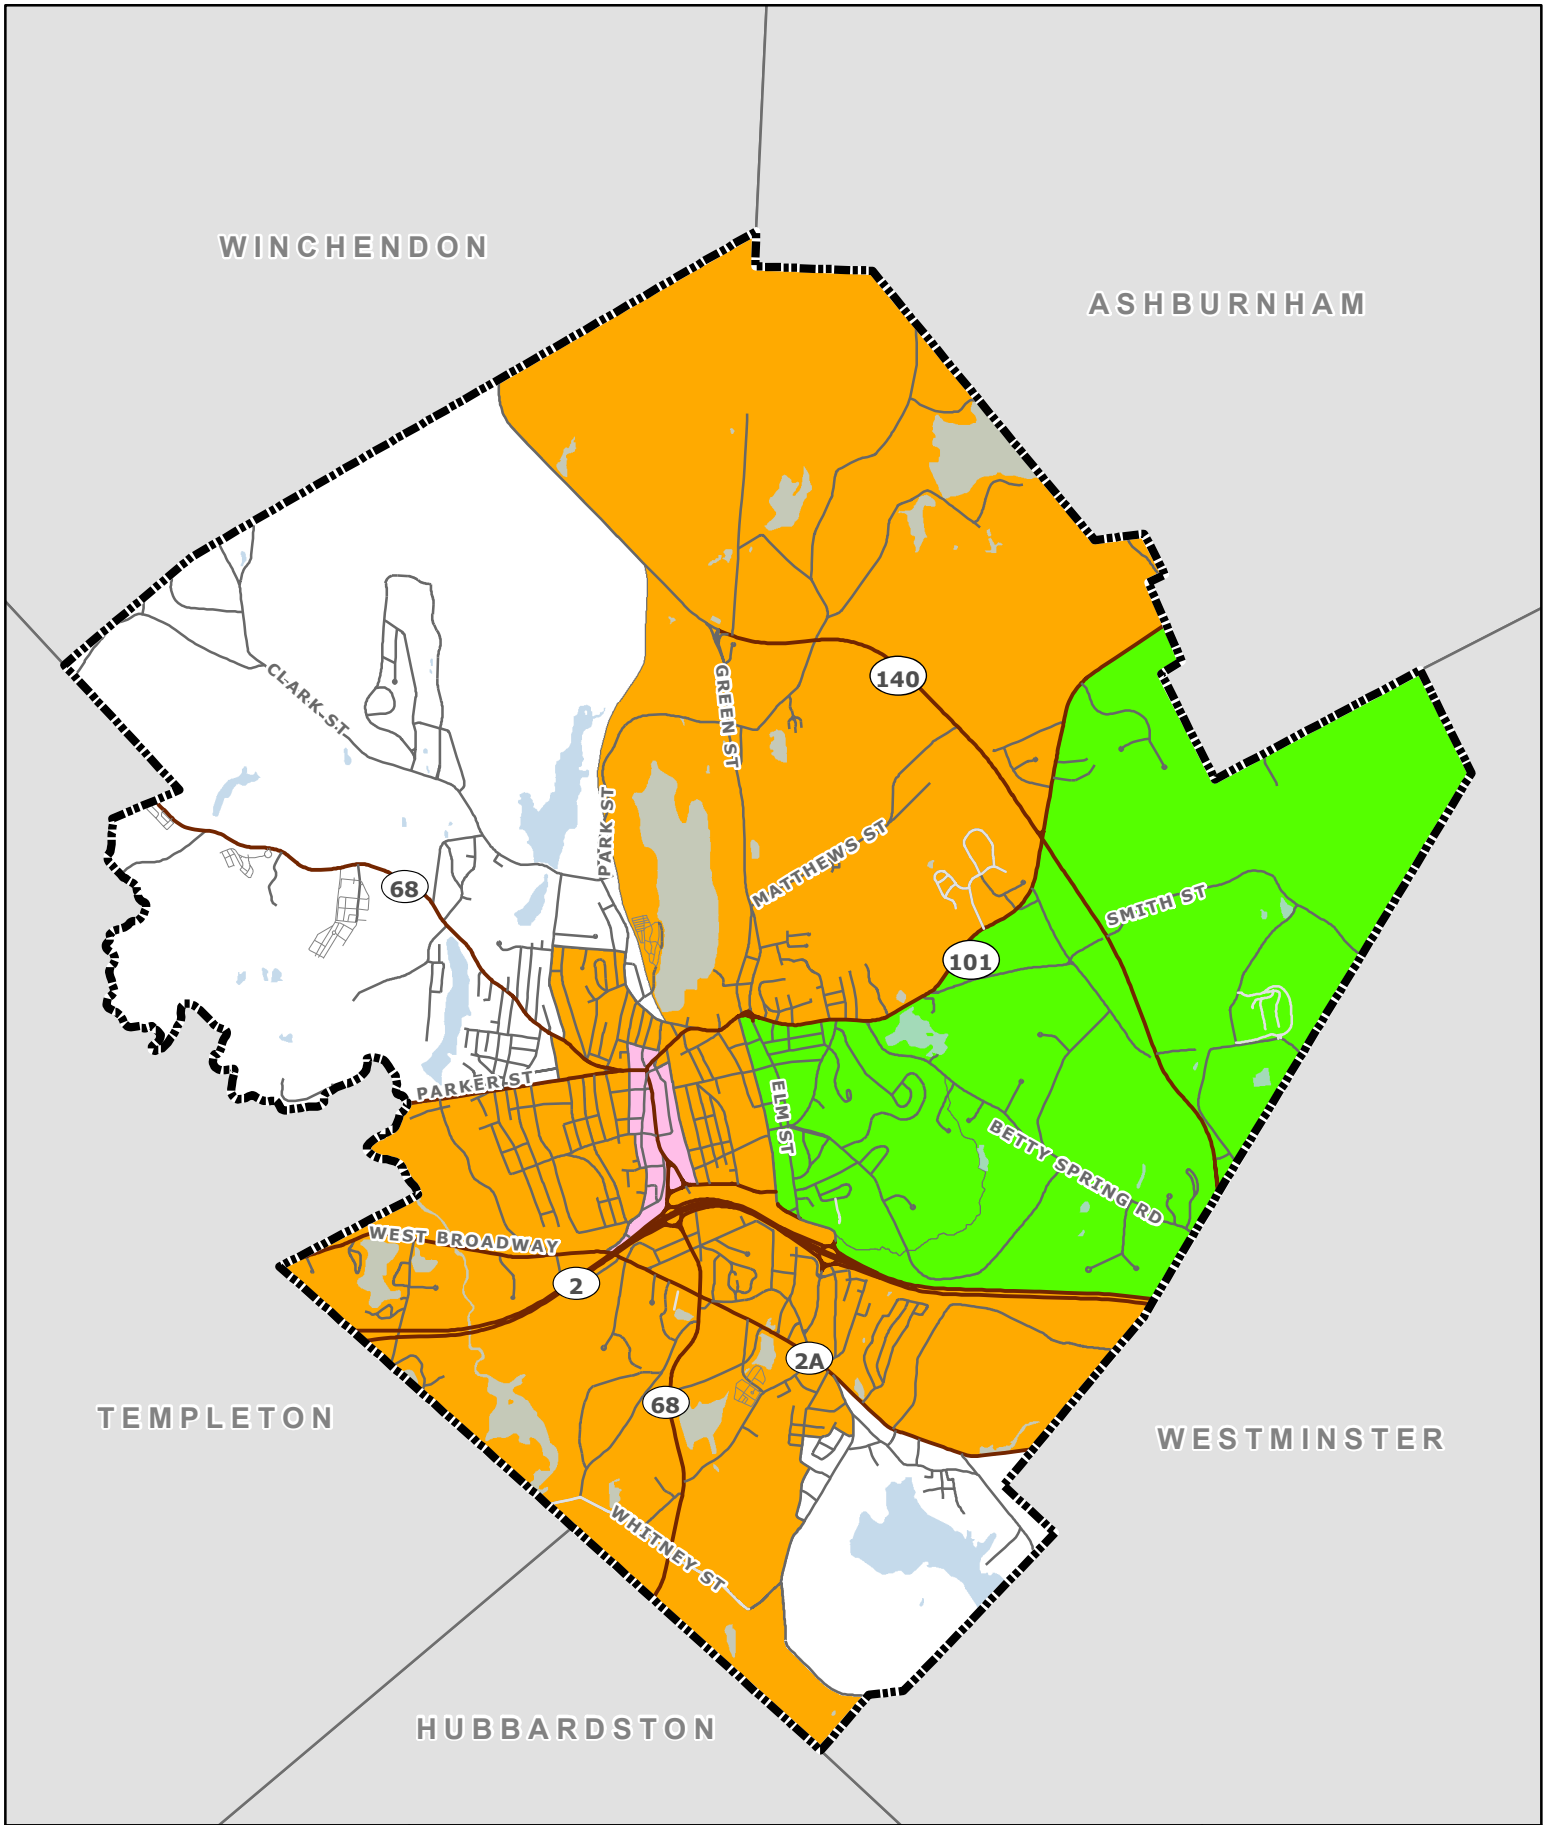 WINCHENDON
ASHBURNHAM
CLARK ST
GREEN ST
140
PARK ST
MATTHEWS ST
68
SMITH ST
101
PARKER ST
ELM ST
BETTY SPRING RD
WEST BROADWAY
2
2A
68
TEMPLETON
WESTMINSTER
WHITNEY ST
HUBBARDSTON